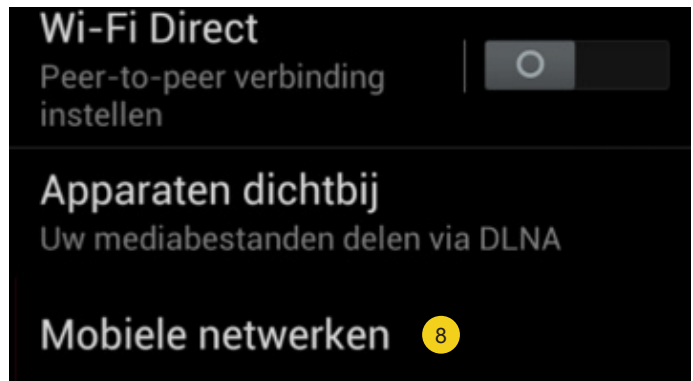 Wi-Fi Direct
Peer-to-peer verbinding
instellen
Apparaten dichtbij
Uw mediabestanden delen via DLNA
Mobiele netwerken 8